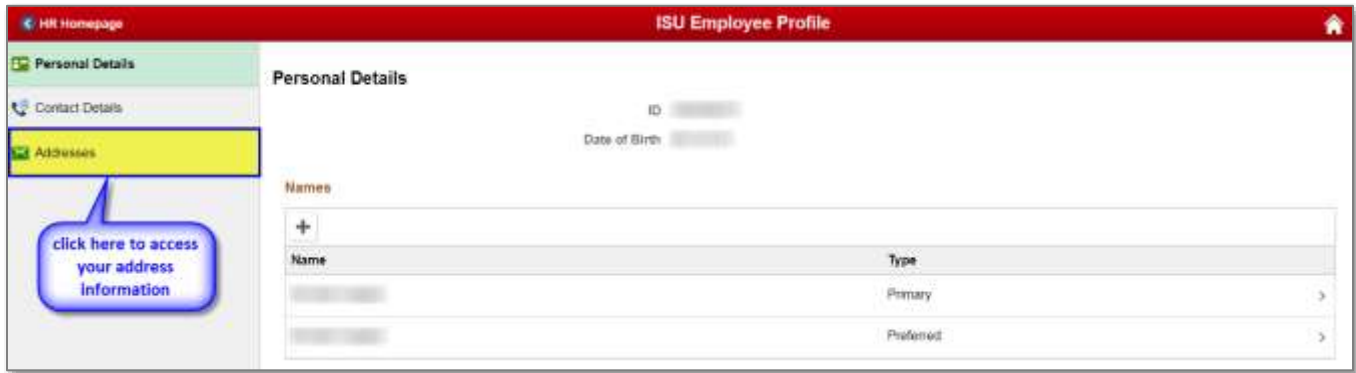 HR Homepage
ISU Employee Profile
Personal Details
Contact Details
Addresses
click here to access
your address
information
Personal Details
ID
Date of Birth
Names
+
Name Type
Primary
Preferred